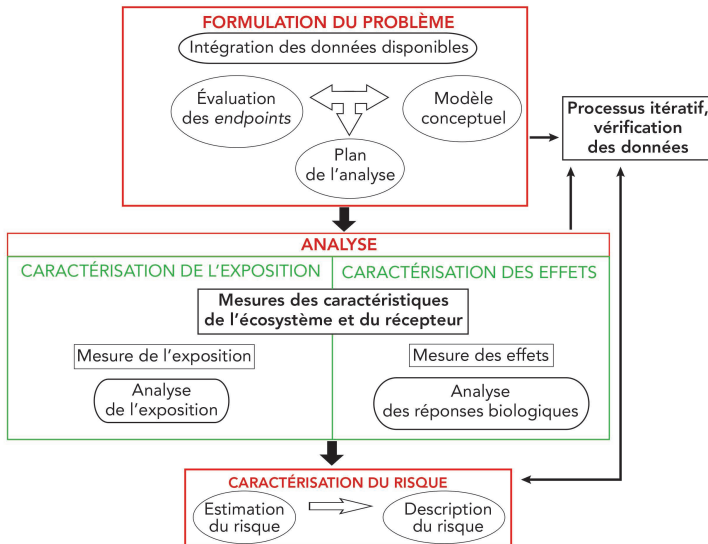 FORMULATION DU PROBLÈME
Intégration des données disponibles
Évaluation
des endpoints
Modèle
conceptuel
Plan
de l'analyse
Processus itératif,
vérification
des données
ANALYSE
CARACTÉRISATION DE L'EXPOSITION
CARACTÉRISATION DES EFFETS
Mesures des caractéristiques
de l'écosystème et du récepteur
Mesure de l'exposition
Mesure des effets
Analyse
de l'exposition
Analyse
des réponses biologiques
CARACTÉRISATION DU RISQUE
Estimation
du risque
Description
du risque